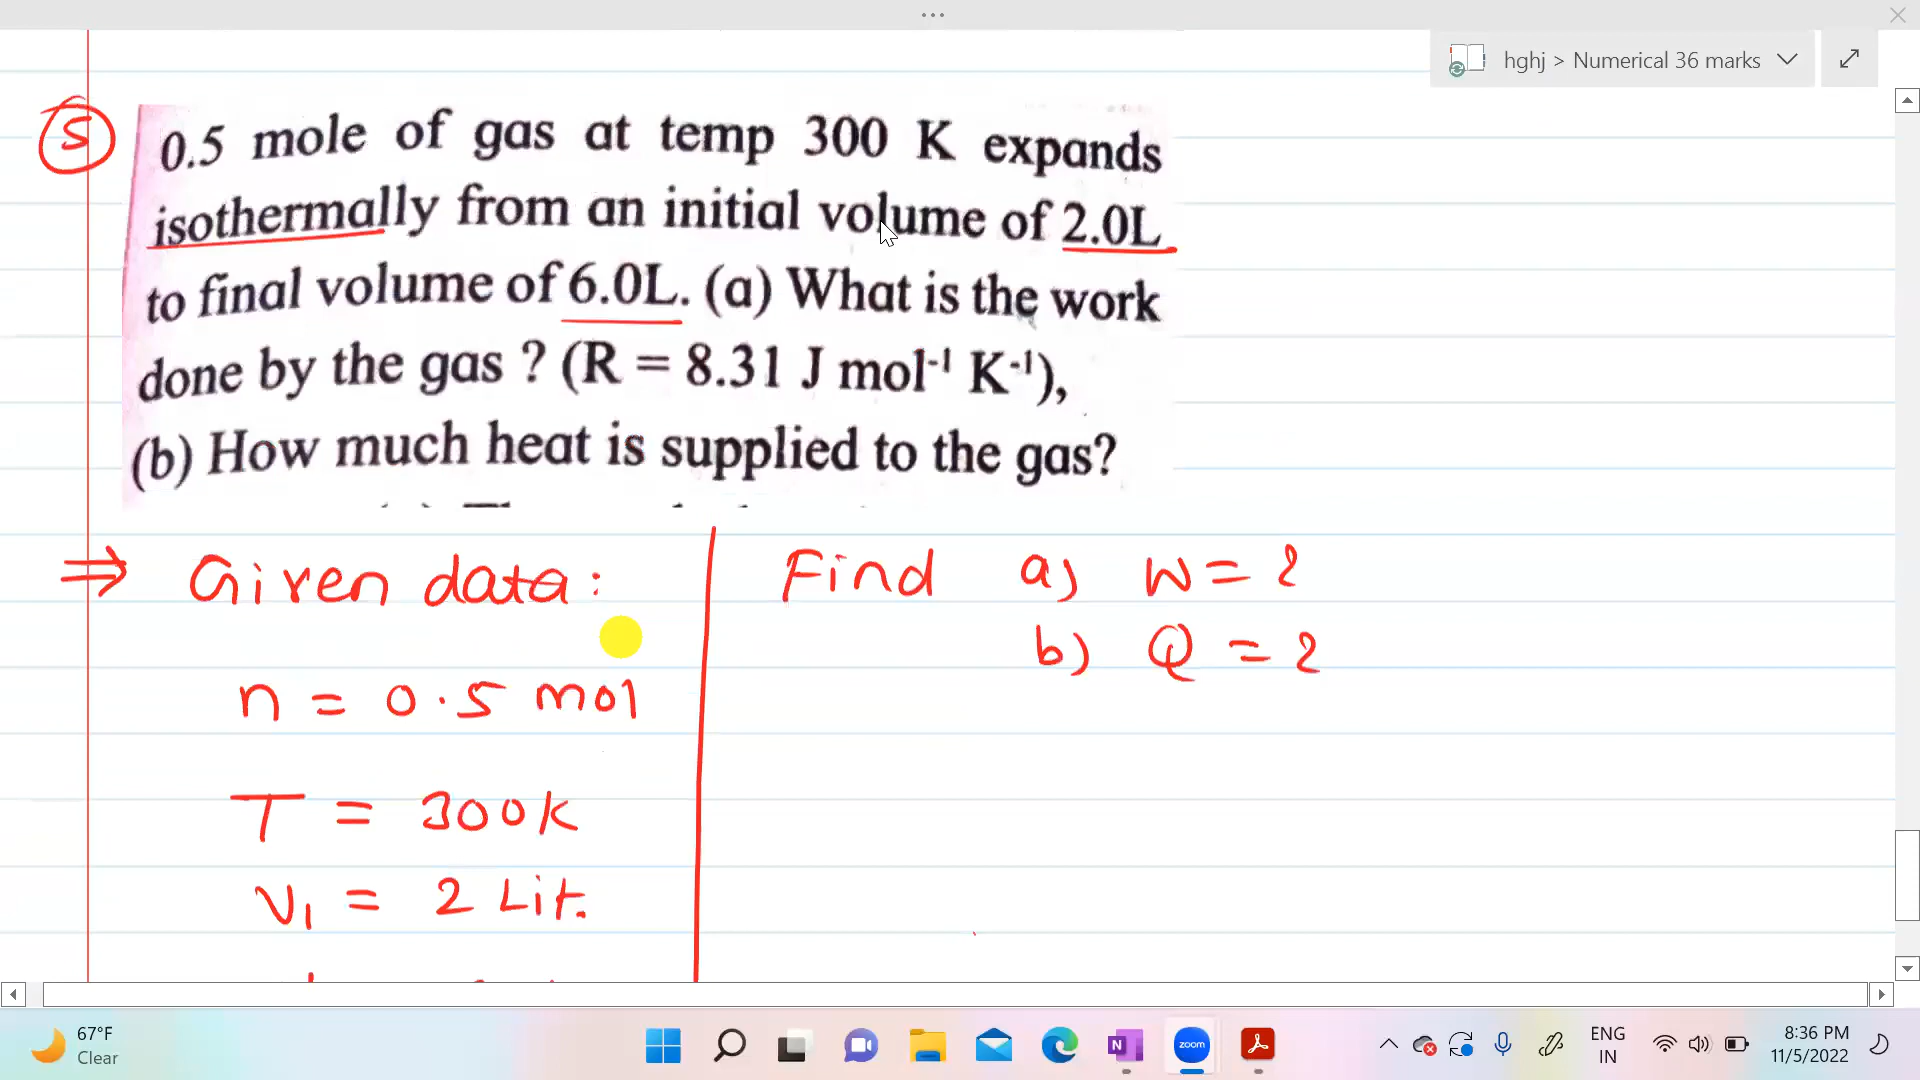 hghj > Numerical 36 marks
5
0.5 mole of gas at temp 300 K expands
isothermally from an initial volume of 2.0L
to final volume of 6.0L. (a) What is the work
done by the gas ? (R = 8.31 J mol⁻¹ K⁻¹),
(b) How much heat is supplied to the gas?
⇒ Given data:
n = 0.5 mol
T = 300k
V₁ = 2 Lit.
Find a) W = ?
b) Q = ?
67°F
Clear
zoom
ENG
IN
8:36 PM
11/5/2022